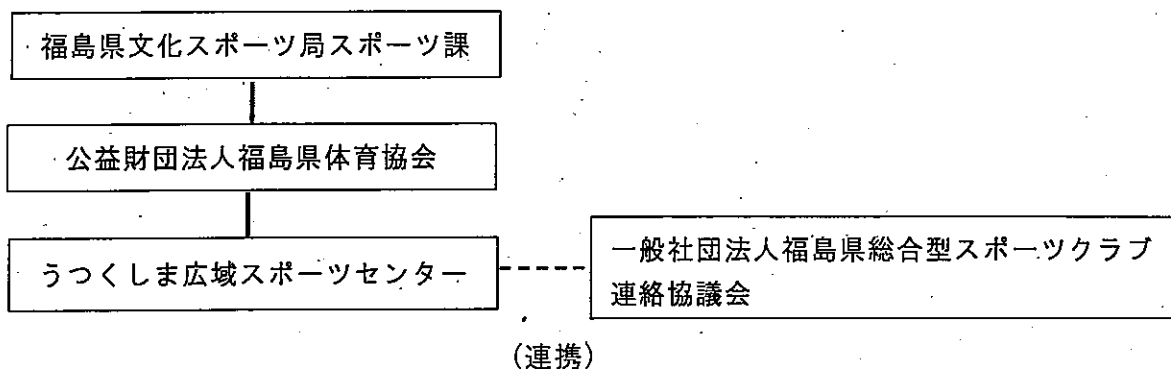 福島県文化スポーツ局スポーツ課
公益財団法人福島県体育協会
うつくしま広域スポーツセンター
一般社団法人福島県総合型スポーツクラブ
連絡協議会
(連携)